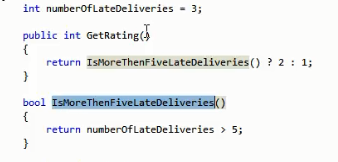 int numberOfLateDeliveries = 3;
public int GetRating()
{
return IsMoreThenFiveLateDeliveries() ? 2 : 1;
}
bool IsMoreThenFiveLateDeliveries()
{
return numberOfLateDeliveries > 5;
}